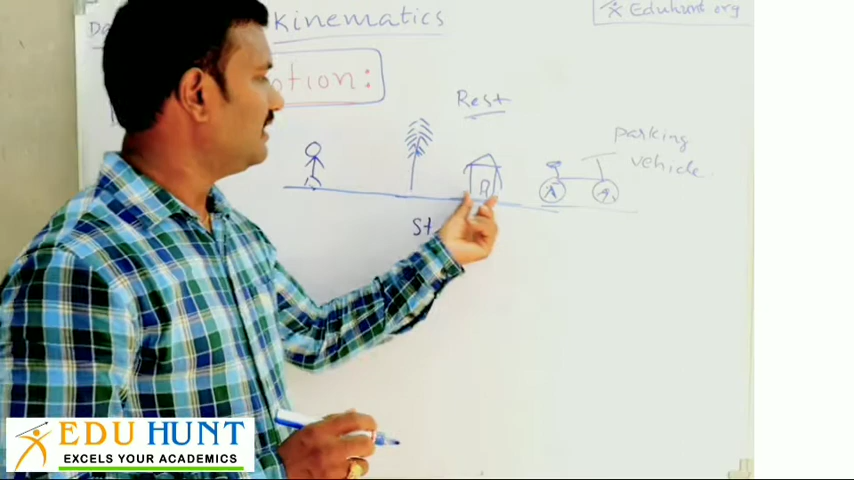 kinematics
Eduhunt.org
otion:
Rest
parking
vehicle
St
EDU HUNT
EXCELS YOUR ACADEMICS